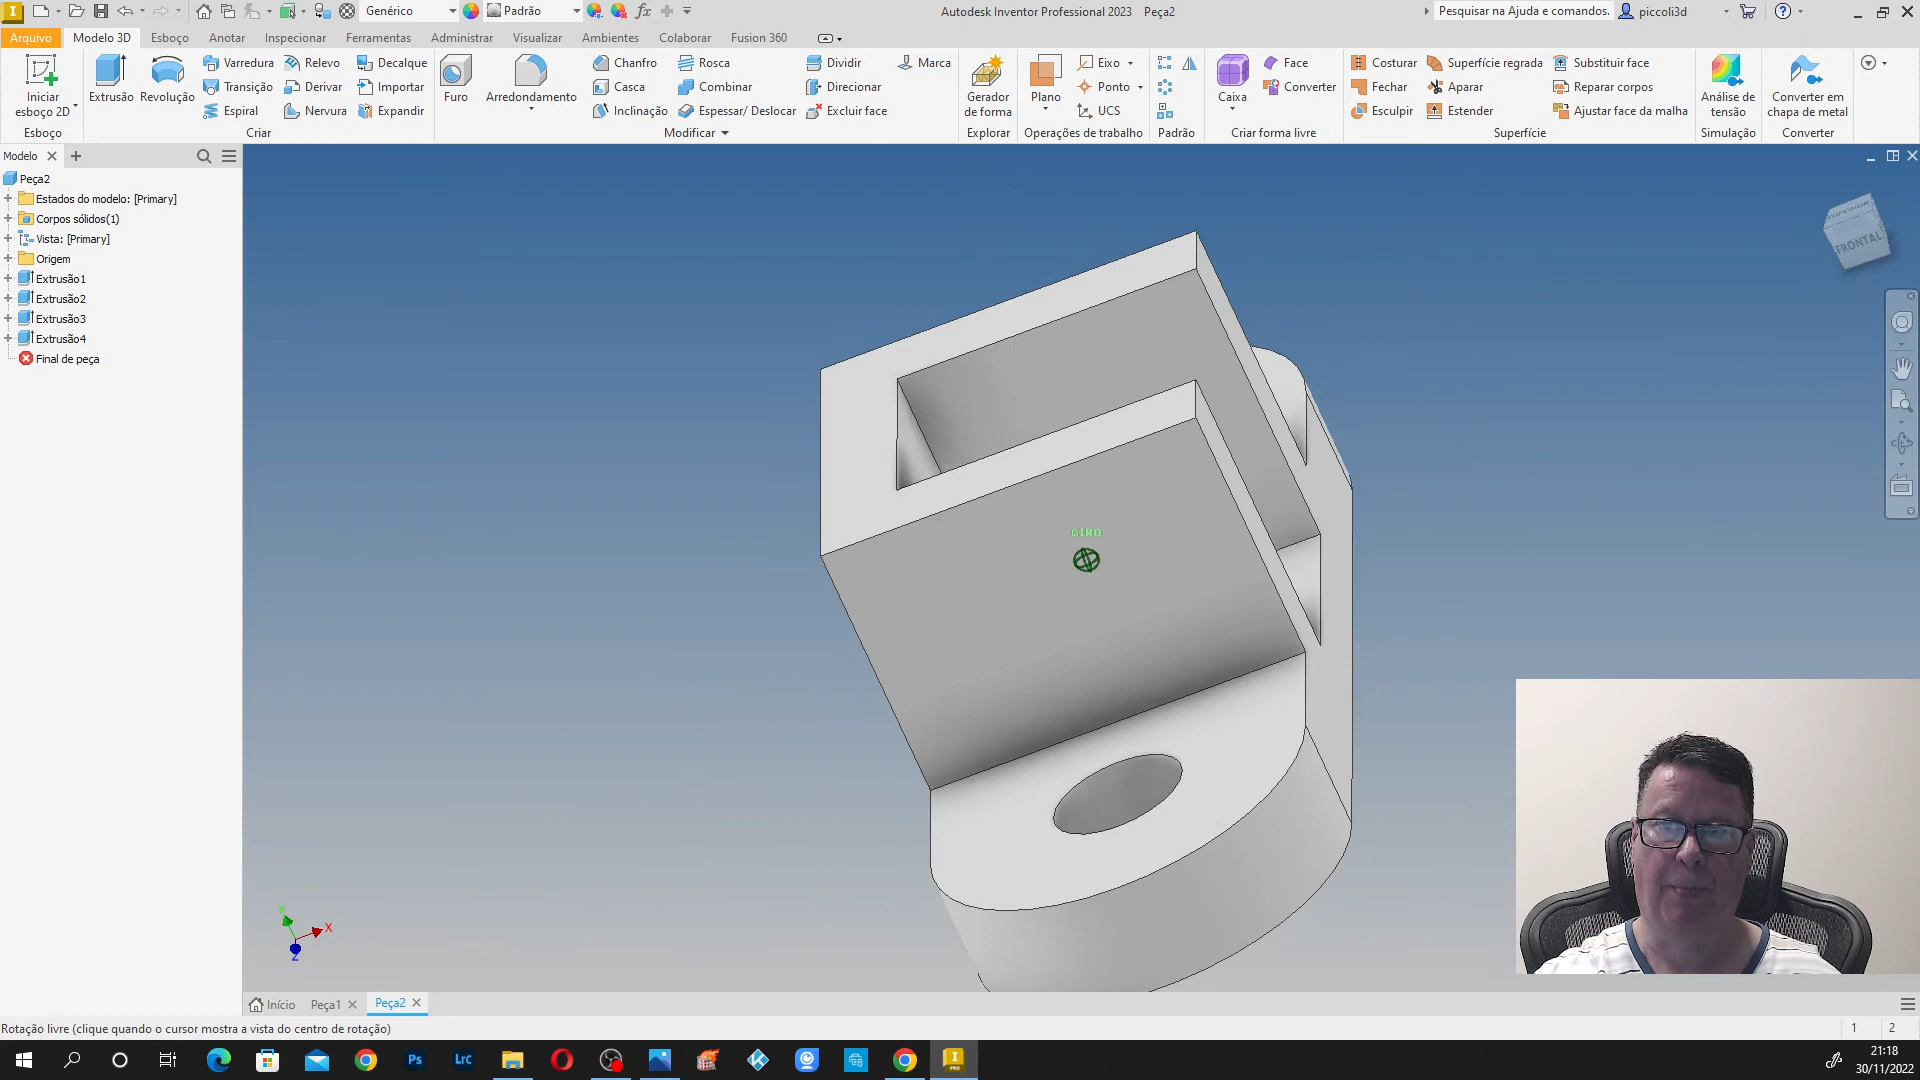 Genérico
Padrão
Autodesk Inventor Professional 2023 Peça2
Pesquisar na Ajuda e comandos.
piccoli3d
Arquivo
Modelo 3D
Esboço
Anotar
Inspecionar
Ferramentas
Administrar
Visualizar
Ambientes
Colaborar
Fusion 360
Iniciar
esboço 2D
Esboço
Extrusão
Revolução
Varredura
Transição
Espiral
Relevo
Derivar
Nervura
Decalque
Importar
Expandir
Criar
Furo
Arredondamento
Chanfro
Casca
Inclinação
Rosca
Combinar
Espessar/ Deslocar
Dividir
Direcionar
Excluir face
Marca
Modificar
Gerador
de forma
Explorar
Plano
Eixo
Ponto
UCS
Operações de trabalho
Padrão
Caixa
Face
Converter
Criar forma livre
Costurar
Fechar
Esculpir
Superfície regrada
Aparar
Estender
Substituir face
Reparar corpos
Ajustar face da malha
Superfície
Análise de
tensão
Simulação
Converter em
chapa de metal
Converter
Modelo
Peça2
Estados do modelo: [Primary]
Corpos sólidos(1)
Vista: [Primary]
Origem
Extrusão1
Extrusão2
Extrusão3
Extrusão4
Final de peça
SUPERIOR
FRONTAL
GIRO
Y
X
Z
Início
Peça1
Peça2
Rotação livre (clique quando o cursor mostra a vista do centro de rotação)
1
2
Ps
Lrc
I
PRO
21:18
30/11/2022